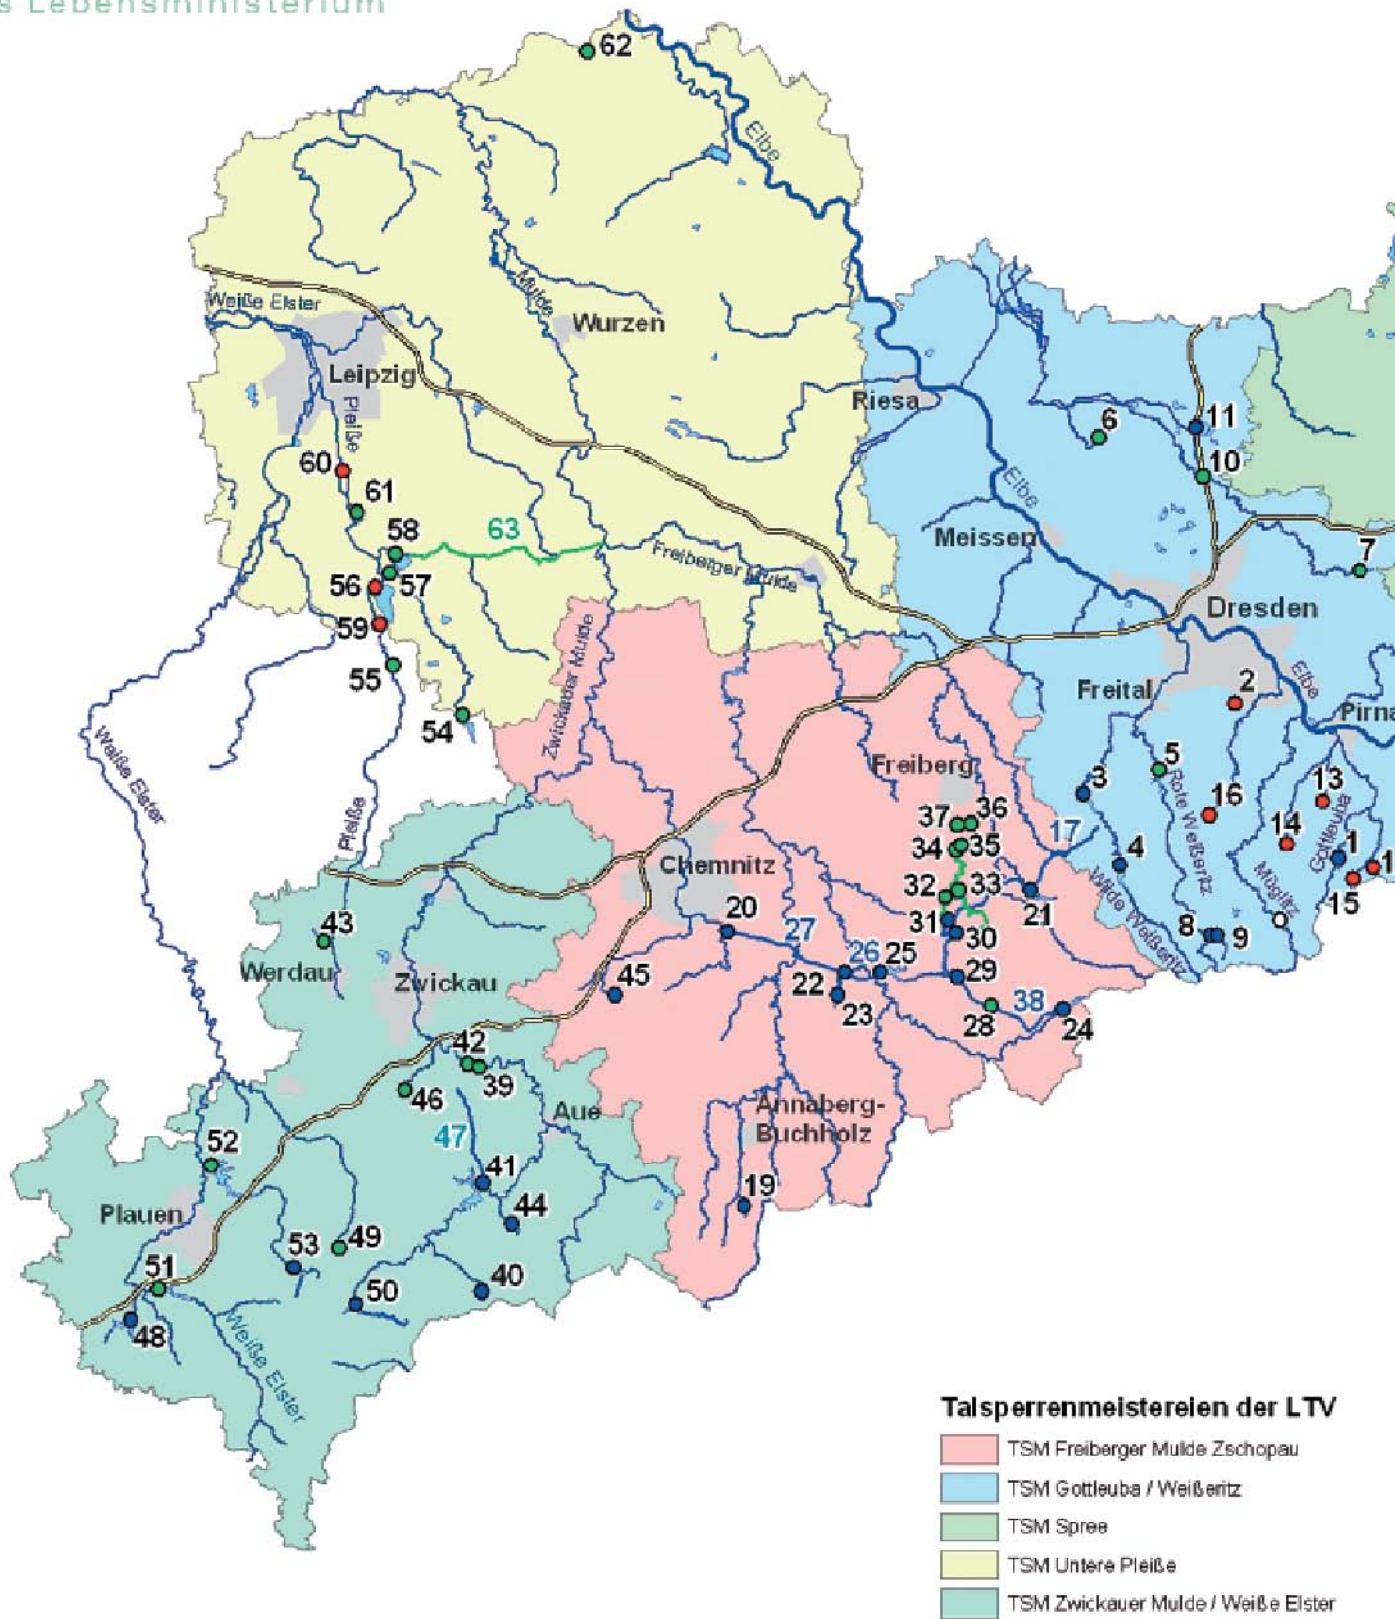 s Lebensministerium
62
Elbe
Weiße Elster
Mulde
Wurzen
Leipzig
Pleiße
Riesa
6
11
10
60
61
58
63
Elbe
Meissen
Freiberger Mulde
7
56
57
Dresden
59
Zwickauer Mulde
55
Freital
2
Elbe
Pirna
54
Weiße Elster
Freiberg
3
5
Rote Weißeritz
16
13
Pleiße
37
36
17
14
Gottleuba
34
35
4
1
1
Chemnitz
32
33
Wilde Weißeritz
Müglitz
15
20
31
21
43
27
30
8
9
Werdau
26
25
Zwickau
45
22
29
23
28
38
24
42
39
46
Annaberg-
Buchholz
Aue
47
52
41
19
Plauen
44
53
49
51
50
40
48
Weiße Elster
Talsperrenmeistereien der LTV
TSM Freiberger Mulde Zschopau
TSM Gottleuba / Weißeritz
TSM Spree
TSM Untere Pleiße
TSM Zwickauer Mulde / Weiße Elster